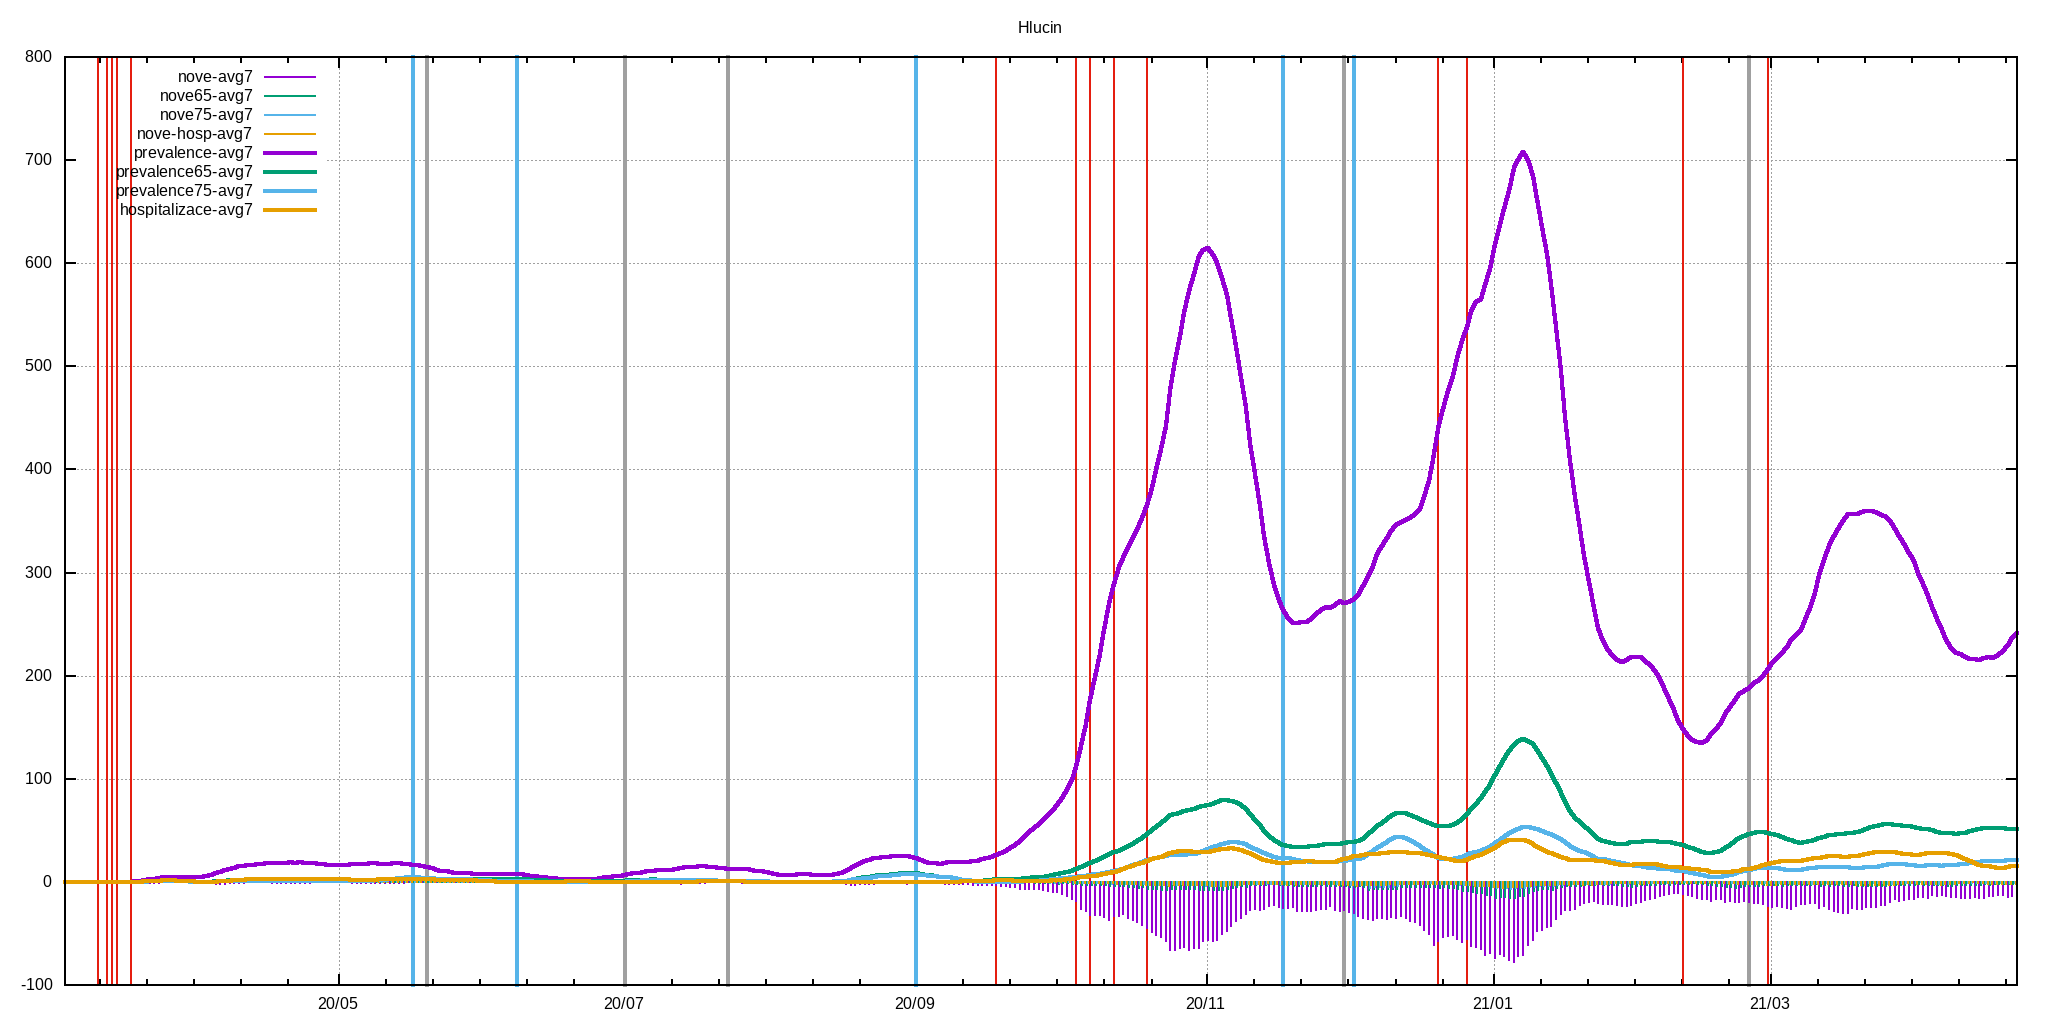 Hlucin
800
700
600
500
400
300
200
100
0
-100
nove-avg7
nove65-avg7
nove75-avg7
nove-hosp-avg7
prevalence-avg7
prevalence65-avg7
prevalence75-avg7
hospitalizace-avg7
20/05 20/07 20/09 20/11 21/01 21/03